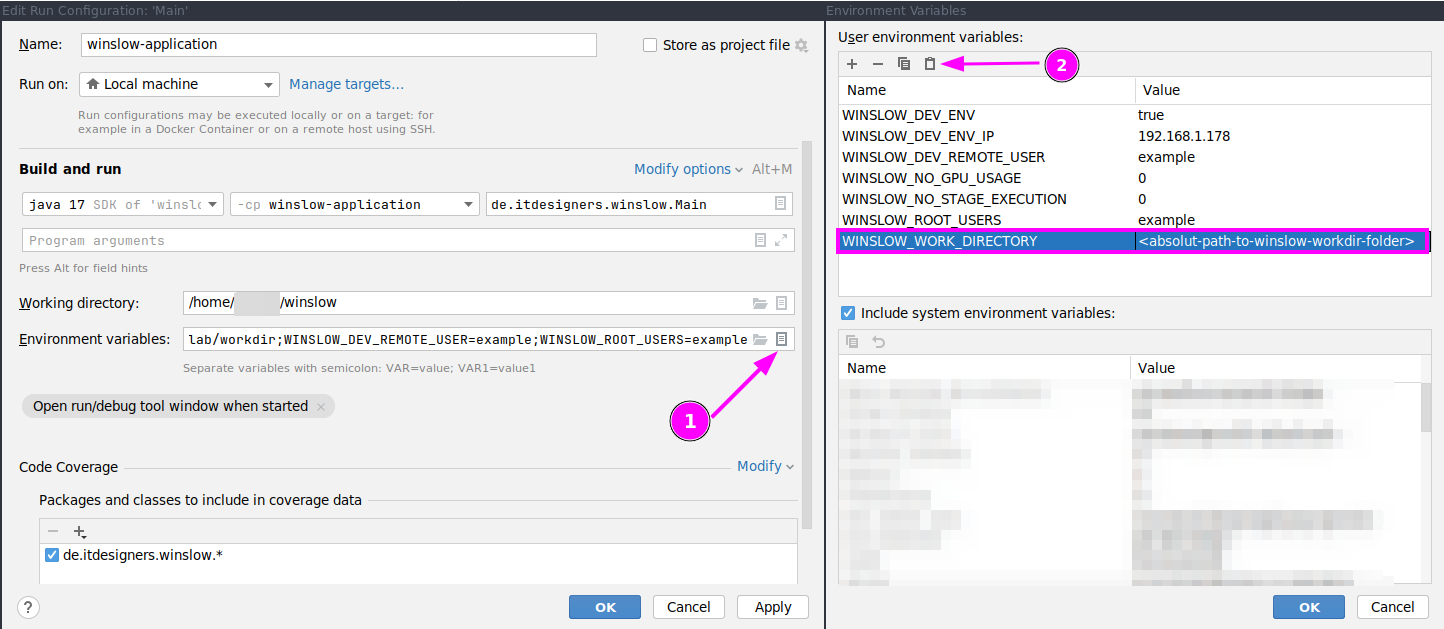 Edit Run Configuration: 'Main'
Name: winslow-application Store as project file
Run on: Local machine Manage targets...
Run configurations may be executed locally or on a target: for
example in a Docker Container or on a remote host using SSH.
Build and run Modify options Alt+M
java 17 SDK of 'winslo -cp winslow-application de.itdesigners.winslow.Main
Program arguments
Press Alt for field hints
Working directory: /home/ /winslow
Environment variables: lab/workdir;WINSLOW_DEV_REMOTE_USER=example;WINSLOW_ROOT_USERS=example
Separate variables with semicolon: VAR=value; VAR1=value1
1
Open run/debug tool window when started
Code Coverage Modify
Packages and classes to include in coverage data
de.itdesigners.winslow.*
? OK Cancel Apply
Environment Variables
User environment variables:
2
Name Value
WINSLOW_DEV_ENV true
WINSLOW_DEV_ENV_IP 192.168.1.178
WINSLOW_DEV_REMOTE_USER example
WINSLOW_NO_GPU_USAGE 0
WINSLOW_NO_STAGE_EXECUTION 0
WINSLOW_ROOT_USERS example
WINSLOW_WORK_DIRECTORY <absolut-path-to-winslow-workdir-folder>
Include system environment variables:
Name Value
OK Cancel